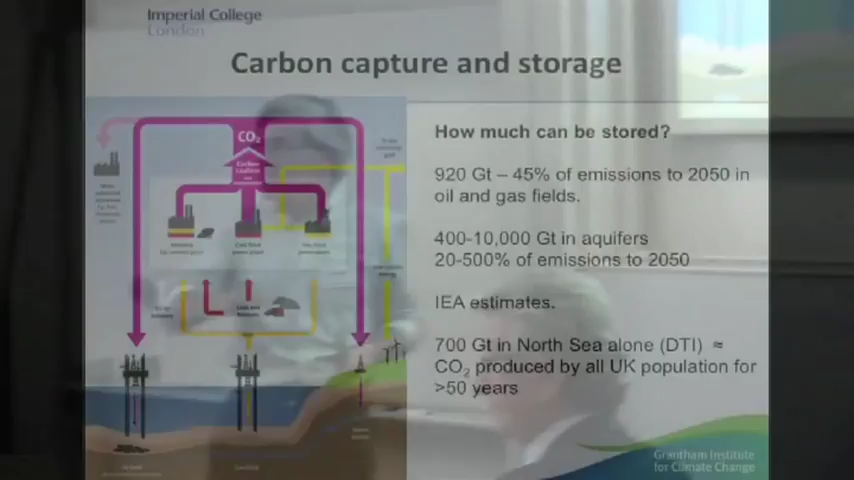 Imperial College
London
Carbon capture and storage
CO2
Carbon
Capture
How much can be stored?
920 Gt – 45% of emissions to 2050 in
oil and gas fields.
400-10,000 Gt in aquifers
20-500% of emissions to 2050
IEA estimates.
700 Gt in North Sea alone (DTI) ≈
CO2 produced by all UK population for
>50 years
Grantham Institute
for Climate Change